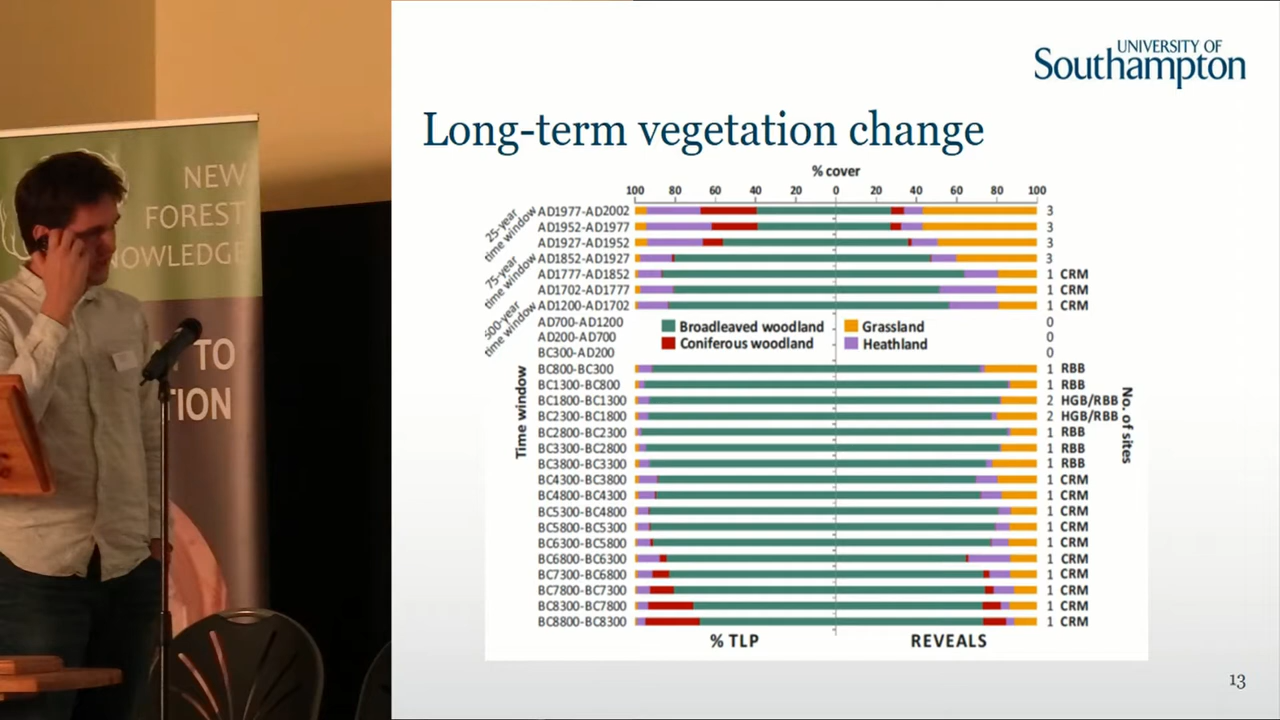 NEW
FOREST
NOWLEDGE
TO
TION
UNIVERSITY OF
Southampton
Long-term vegetation change
% cover
100 80 60 40 20 0 20 40 60 80 100
25-year time window
75-year time window
500-year time window
Time window
No. of sites
AD1977-AD2002 3
AD1952-AD1977 3
AD1927-AD1952 3
AD1852-AD1927 3
AD1777-AD1852 1 CRM
AD1702-AD1777 1 CRM
AD1200-AD1702 1 CRM
AD700-AD1200 0
AD200-AD700 0
BC300-AD200 0
Broadleaved woodland Grassland
Coniferous woodland Heathland
BC800-BC300 1 RBB
BC1300-BC800 1 RBB
BC1800-BC1300 2 HGB/RBB
BC2300-BC1800 2 HGB/RBB
BC2800-BC2300 1 RBB
BC3300-BC2800 1 RBB
BC3800-BC3300 1 RBB
BC4300-BC3800 1 CRM
BC4800-BC4300 1 CRM
BC5300-BC4800 1 CRM
BC5800-BC5300 1 CRM
BC6300-BC5800 1 CRM
BC6800-BC6300 1 CRM
BC7300-BC6800 1 CRM
BC7800-BC7300 1 CRM
BC8300-BC7800 1 CRM
BC8800-BC8300 1 CRM
% TLP REVEALS
13